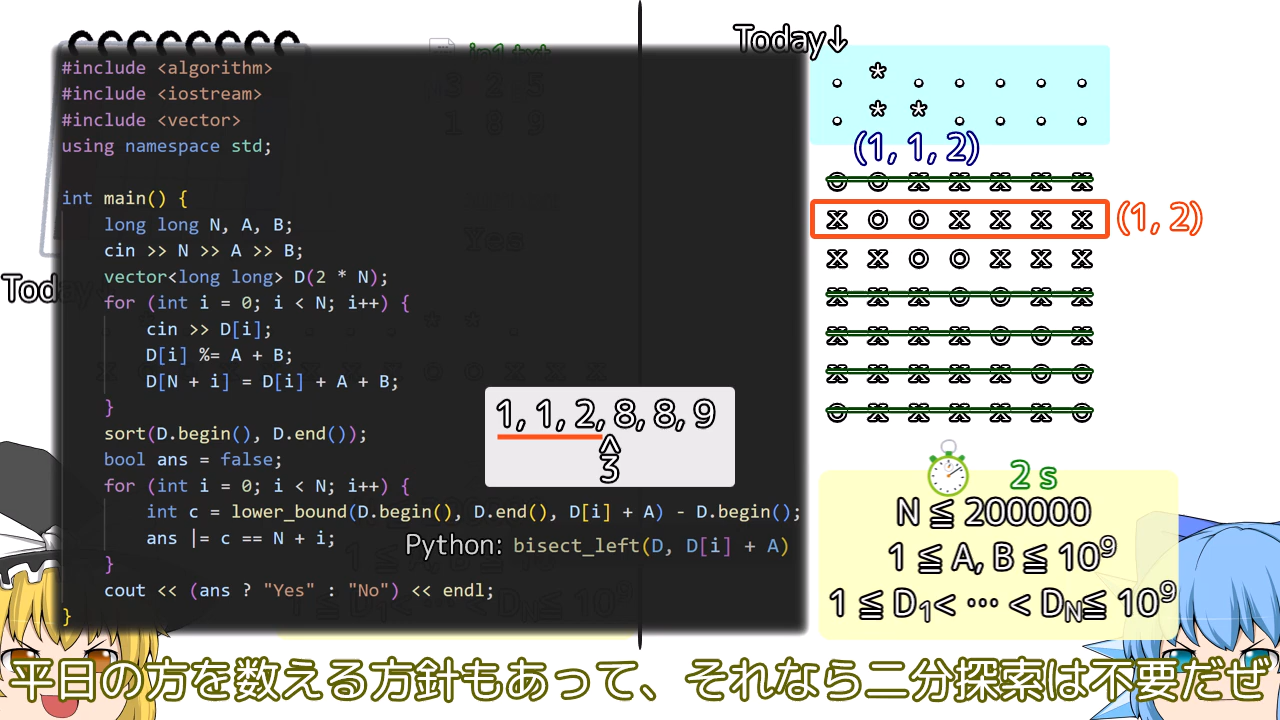 #include <algorithm>
#include <iostream>
#include <vector>
using namespace std;
int main() {
long long N, A, B;
cin >> N >> A >> B;
vector<long long> D(2 * N);
for (int i = 0; i < N; i++) {
cin >> D[i];
D[i] %= A + B;
D[N + i] = D[i] + A + B;
}
sort(D.begin(), D.end());
bool ans = false;
for (int i = 0; i < N; i++) {
int c = lower_bound(D.begin(), D.end(), D[i] + A) - D.begin();
ans |= c == N + i;
}
cout << (ans ? "Yes" : "No") << endl;
}
Python: bisect_left(D, D[i] + A)
1, 1, 2, 8, 8, 9
^
3
Today
Today↓
. * . . . . .
. * * . . . .
(1, 1, 2)
o o x x x x x
x o o x x x x (1, 2)
x x o o x x x
x x x o o x x
x x x x o o x
x x x x x o o
o x x x x x o
2 s
N ≦ 200000
1 ≦ A, B ≦ 10⁹
1 ≦ D₁< … < D_N≦ 10⁹
平日の方を数える方針もあって、それなら二分探索は不要だぜ